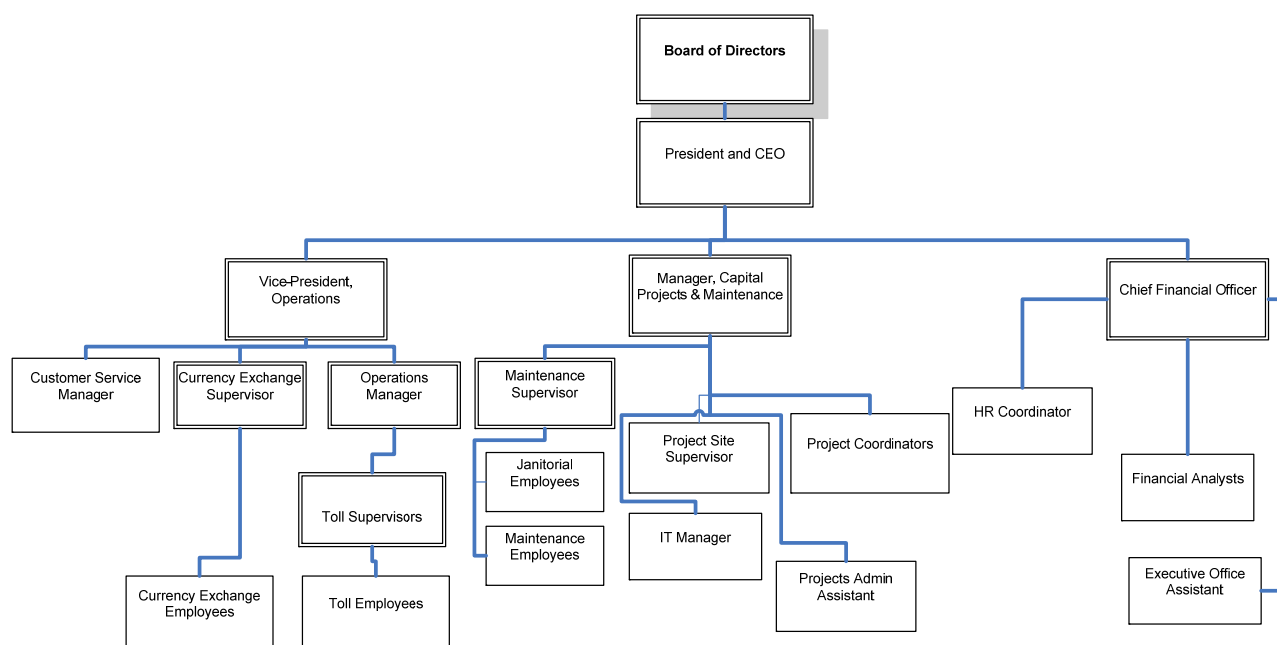 Board of Directors
President and CEO
Vice-President,
Operations
Manager, Capital
Projects & Maintenance
Chief Financial Officer
Customer Service
Manager
Currency Exchange
Supervisor
Operations
Manager
Maintenance
Supervisor
Project Site
Supervisor
Project Coordinators
HR Coordinator
Janitorial
Employees
Financial Analysts
Toll Supervisors
Maintenance
Employees
IT Manager
Currency Exchange
Employees
Toll Employees
Projects Admin
Assistant
Executive Office
Assistant